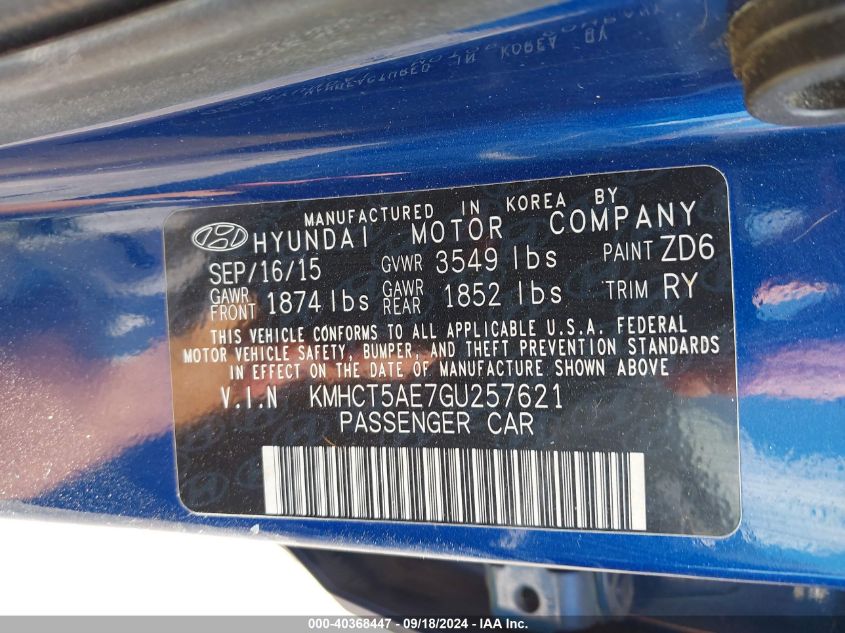 MANUFACTURED IN KOREA BY
HYUNDAI MOTOR COMPANY
SEP/16/15 GVWR 3549 lbs PAINT ZD6
GAWR FRONT 1874 lbs GAWR REAR 1852 lbs TRIM RY
THIS VEHICLE CONFORMS TO ALL APPLICABLE U.S.A. FEDERAL
MOTOR VEHICLE SAFETY, BUMPER, AND THEFT PREVENTION STANDARDS
IN EFFECT ON THE DATE OF MANUFACTURE SHOWN ABOVE
V.I.N KMHCT5AE7GU257621
PASSENGER CAR
000-40368447 - 09/18/2024 - IAA Inc.